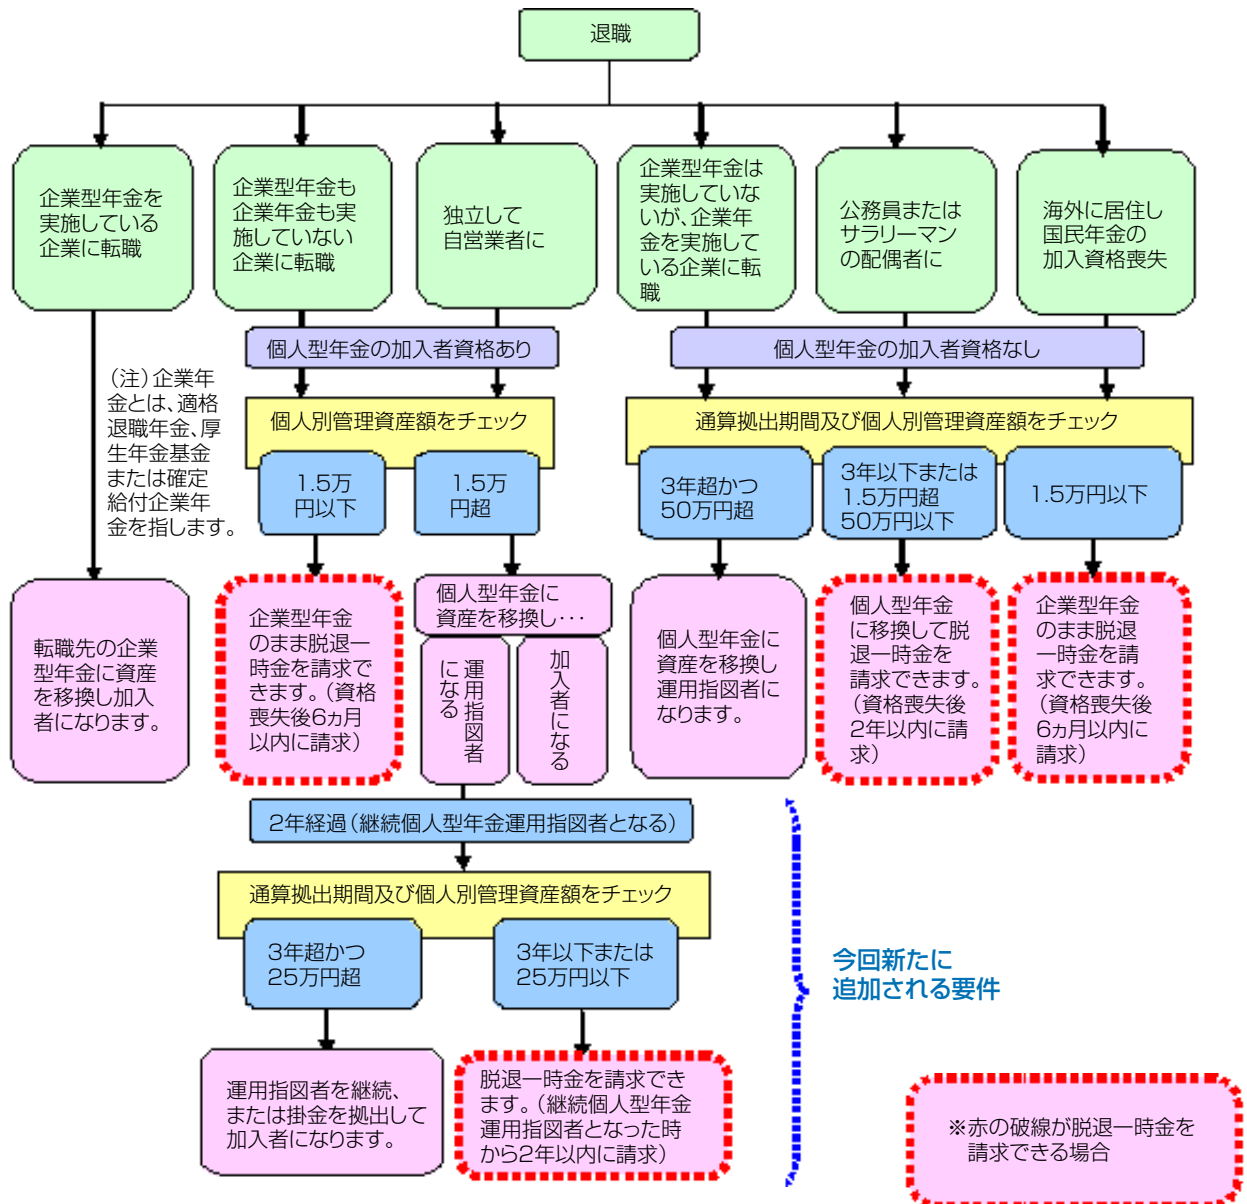 退職
企業型年金を
実施している
企業に転職
企業型年金も
企業年金も実
施していない
企業に転職
独立して
自営業者に
企業型年金は
実施していな
いが、企業年
金を実施して
いる企業に転
職
公務員または
サラリーマン
の配偶者に
海外に居住し
国民年金の
加入資格喪失
個人型年金の加入者資格あり
個人型年金の加入者資格なし
(注)企業年
金とは、適格
退職年金、厚
生年金基金
または確定
給付企業年
金を指します。
個人別管理資産額をチェック
通算拠出期間及び個人別管理資産額をチェック
1.5万
円以下
1.5万
円超
3年超かつ
50万円超
3年以下または
1.5万円超
50万円以下
1.5万円以下
転職先の企業
型年金に資産
を移換し加入
者になります。
企業型年金
のまま脱退一
時金を請求で
きます。(資格
喪失後6ヵ月
以内に請求)
個人型年金に
資産を移換し・・・
運用指図者
になる
加入者になる
個人型年金に
資産を移換し
運用指図者に
なります。
個人型年金
に移換して脱
退一時金を
請求できます。
(資格喪失後
2年以内に請
求)
企業型年金
のまま脱退
一時金を請
求できます。
(資格喪失後
6ヵ月以内に
請求)
2年経過(継続個人型年金運用指図者となる)
通算拠出期間及び個人別管理資産額をチェック
3年超かつ
25万円超
3年以下または
25万円以下
今回新たに
追加される要件
運用指図者を継続、
または掛金を拠出して
加入者になります。
脱退一時金を請求でき
ます。(継続個人型年金
運用指図者となった時
から2年以内に請求)
※赤の破線が脱退一時金を
請求できる場合